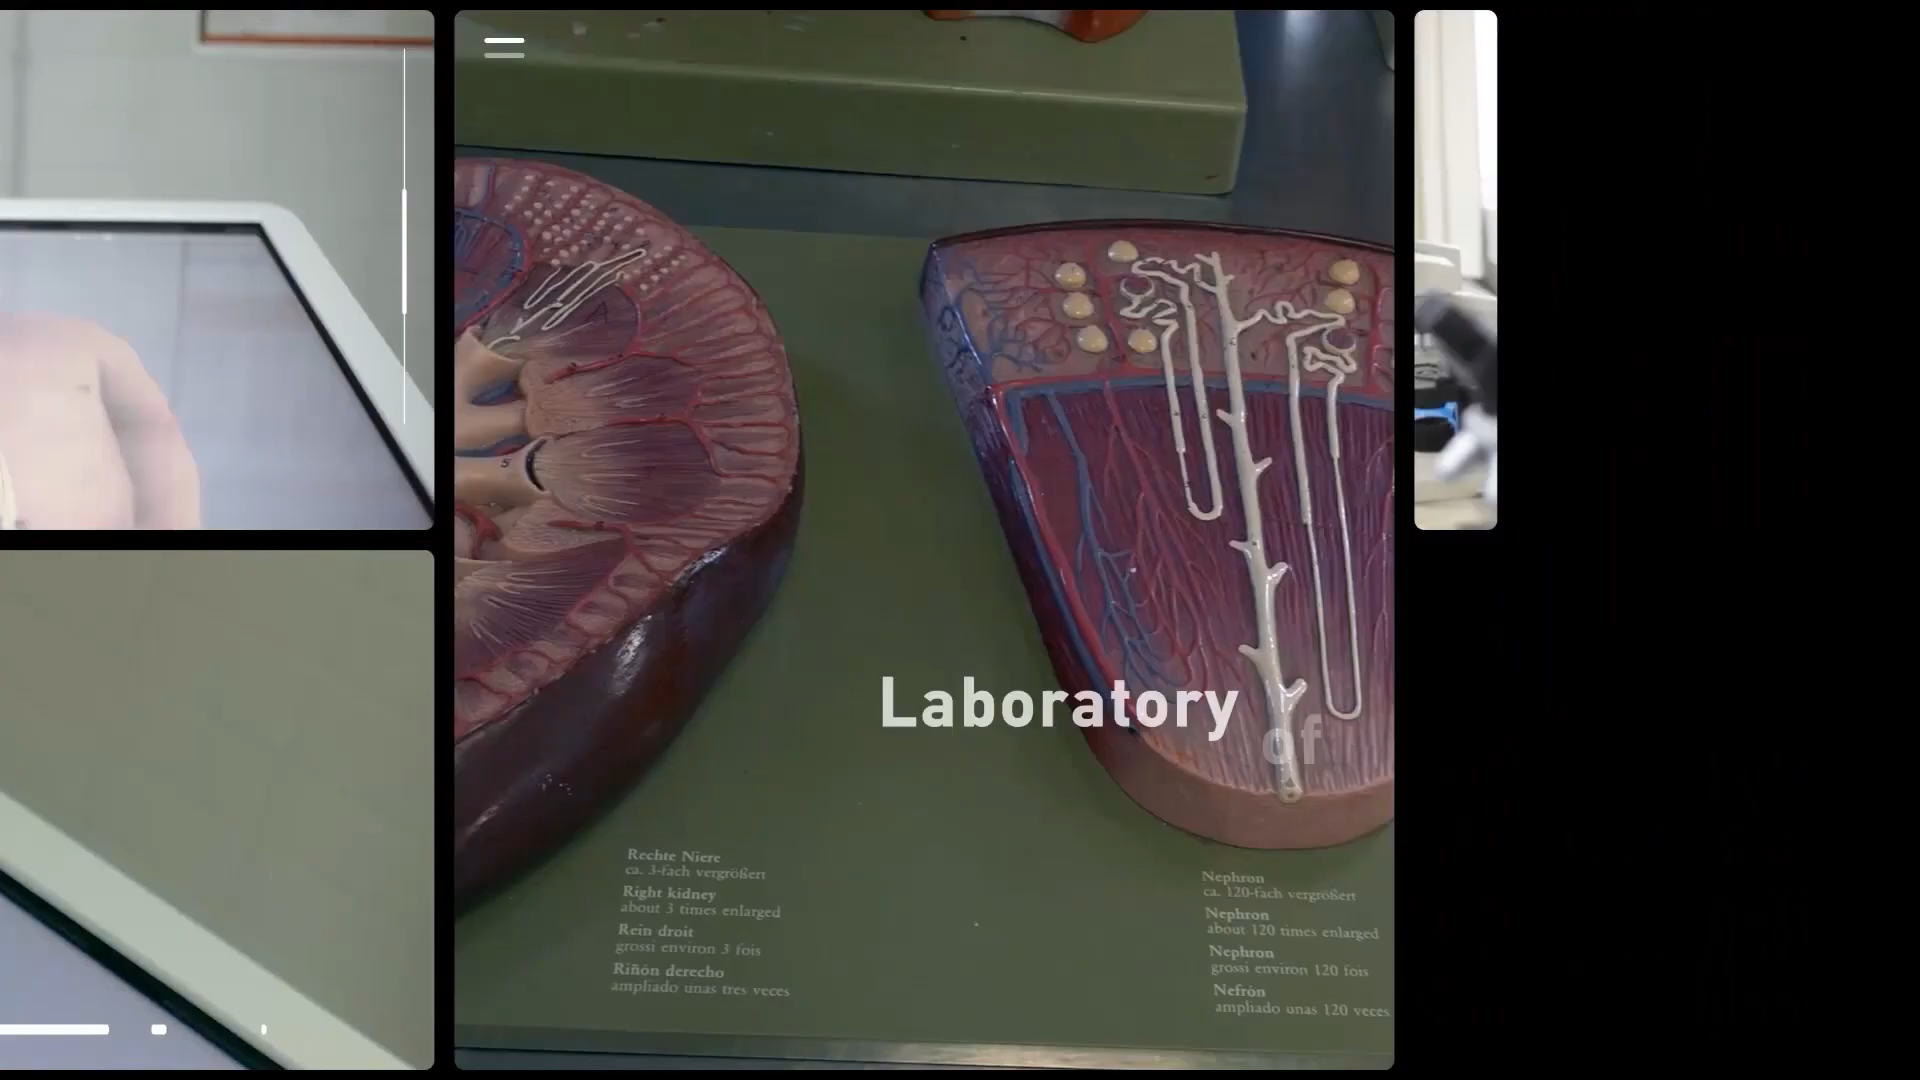 Laboratory
of
Rechte Niere
ca. 3-fach vergrößert
Right kidney
about 3 times enlarged
Rein droit
grossi environ 3 fois
Riñón derecho
ampliado unas tres veces
Nephron
ca. 120-fach vergrößert
Nephron
about 120 times enlarged
Nephron
grossi environ 120 fois
Nefrón
ampliado unas 120 veces